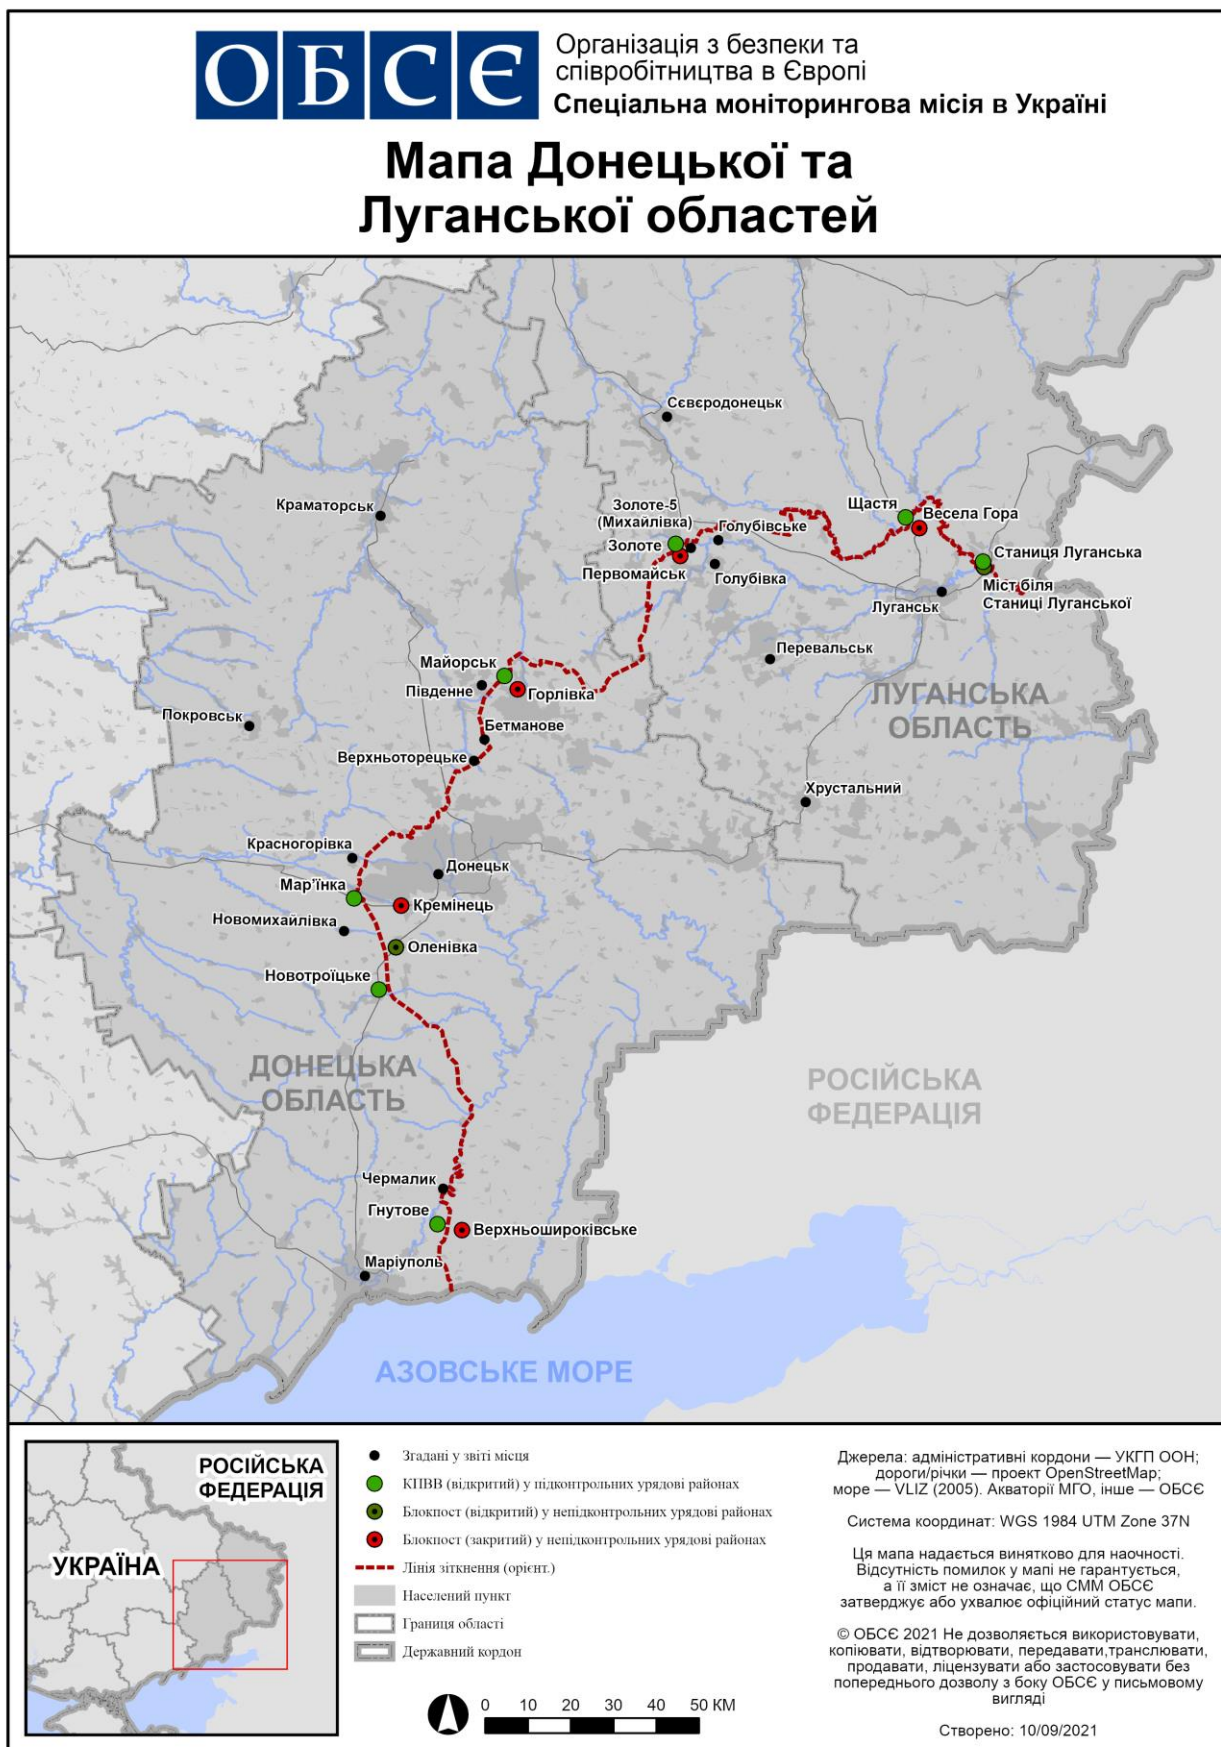 ОБСЄ
Організація з безпеки та
співробітництва в Європі
Спеціальна моніторингова місія в Україні
Мапа Донецької та
Луганської областей
Сєвєродонецьк
Краматорськ
Золоте-5
(Михайлівка)
Голубівське
Щастя
Весела Гора
Золоте
Станиця Луганська
Первомайськ
Голубівка
Міст біля
Станиці Луганської
Луганськ
Перевальськ
Майорськ
Південне
Горлівка
ЛУГАНСЬКА
ОБЛАСТЬ
Покровськ
Бетманове
Верхньоторецьке
Хрустальний
Красногорівка
Донецьк
Мар'їнка
Кремінець
Новомихайлівка
Оленівка
Новотроїцьке
ДОНЕЦЬКА
ОБЛАСТЬ
РОСІЙСЬКА
ФЕДЕРАЦІЯ
Чермалик
Гнутове
Верхньошироківське
Маріуполь
АЗОВСЬКЕ МОРЕ
РОСІЙСЬКА
ФЕДЕРАЦІЯ
УКРАЇНА
Згадані у звіті місця
КПВВ (відкритий) у підконтрольних урядові районах
Блокпост (відкритий) у непідконтрольних урядові районах
Блокпост (закритий) у непідконтрольних урядові районах
Лінія зіткнення (орієнт.)
Населений пункт
Границя області
Державний кордон
0 10 20 30 40 50 КМ
Джерела: адміністративні кордони — УКГП ООН;
дороги/річки — проект OpenStreetMap;
море — VLIZ (2005). Акваторії МГО, інше — ОБСЄ
Система координат: WGS 1984 UTM Zone 37N
Ця мапа надається винятково для наочності.
Відсутність помилок у мапі не гарантується,
а її зміст не означає, що СММ ОБСЄ
затверджує або ухвалює офіційний статус мапи.
© ОБСЄ 2021 Не дозволяється використовувати,
копіювати, відтворювати, передавати,транслювати,
продавати, ліцензувати або застосовувати без
попереднього дозволу з боку ОБСЄ у письмовому
вигляді
Створено: 10/09/2021